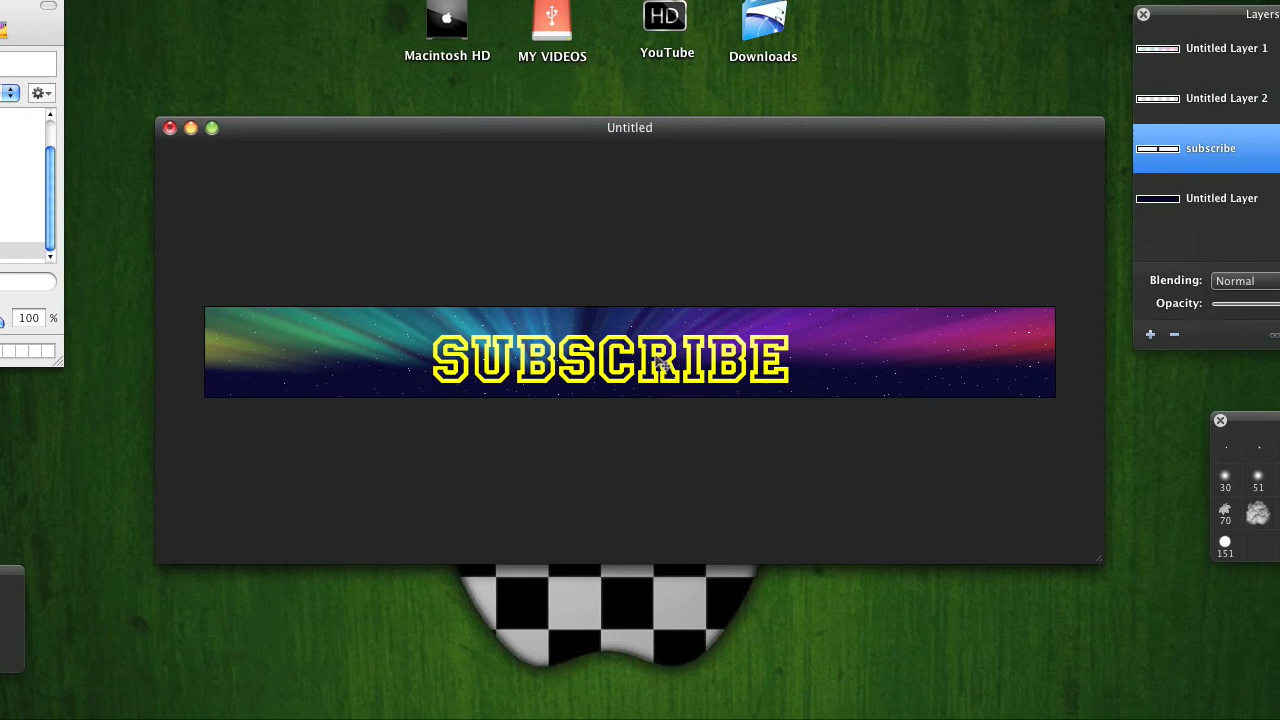 HD
Macintosh HD
MY VIDEOS
YouTube
Downloads
Layers
Untitled Layer 1
Untitled Layer 2
subscribe
Untitled Layer
Blending:
Normal
Opacity:
Untitled
SUBSCRIBE
100 %
30
51
70
151